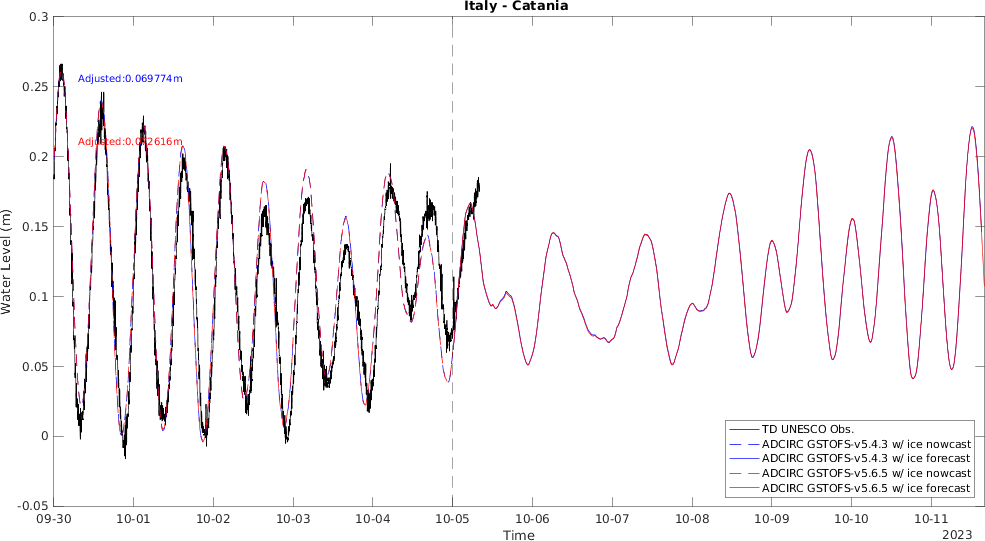 Italy - Catania
0.3
0.25
0.2
0.15
0.1
0.05
0
-0.05
Water Level (m)
Adjusted:0.069774m
TD UNESCO Obs.
ADCIRC GSTOFS-v5.4.3 w/ ice nowcast
ADCIRC GSTOFS-v5.4.3 w/ ice forecast
ADCIRC GSTOFS-v5.6.5 w/ ice nowcast
ADCIRC GSTOFS-v5.6.5 w/ ice forecast
09-30 10-01 10-02 10-03 10-04 10-05 10-06 10-07 10-08 10-09 10-10 10-11
Time
2023